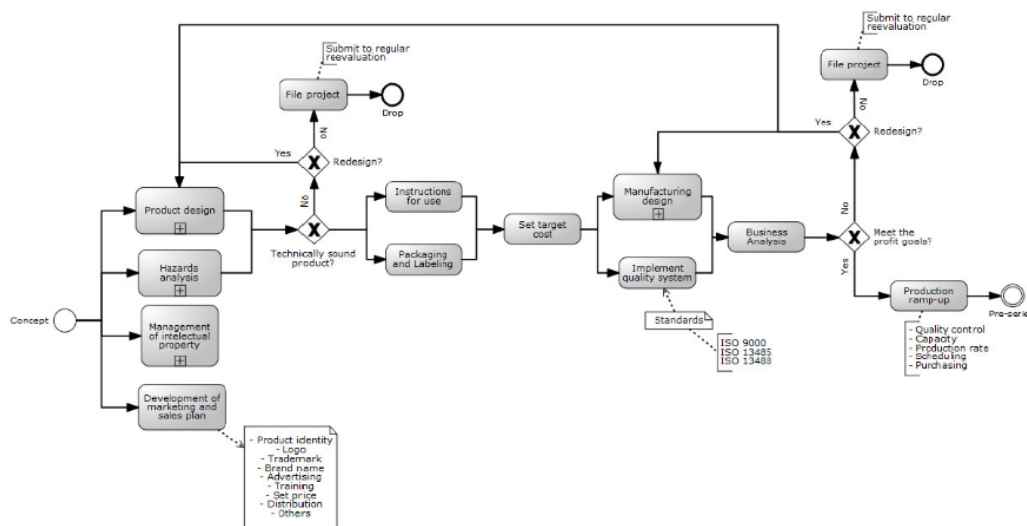 Submit to regular
reevaluation
File project
Drop
No
Yes
Redesign?
No
Product design
Technically sound
product?
Instructions
for use
Packaging
and Labeling
Hazards
analysis
Concept
Management
of intelectual
property
Development of
marketing and
sales plan
- Product identity
- Logo
- Trademark
- Brand name
- Advertising
- Training
- Set price
- Distribution
- Others
Set target
cost
Manufacturing
design
Implement
quality system
Standards
ISO 9000
ISO 13485
ISO 13488
Business
Analysis
Submit to regular
reevaluation
File project
Drop
No
Yes
Redesign?
No
Meet the
profit goals?
Yes
Production
ramp-up
Pre-serie
- Quality control
- Capacity
- Production rate
- Scheduling
- Purchasing